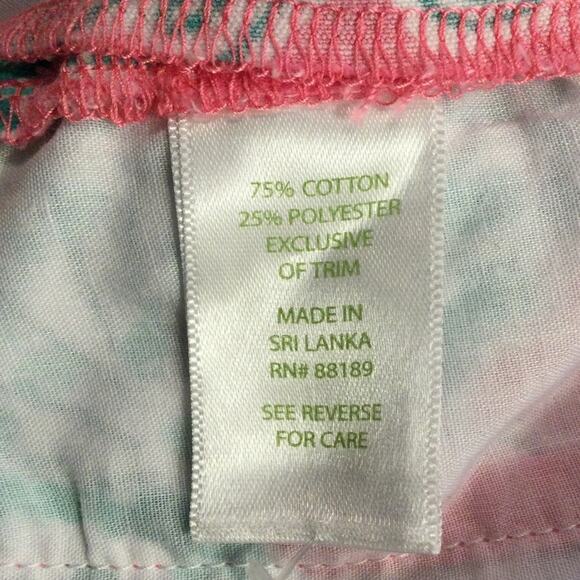 75% COTTON
25% POLYESTER
EXCLUSIVE
OF TRIM
MADE IN
SRI LANKA
RN# 88189
SEE REVERSE
FOR CARE